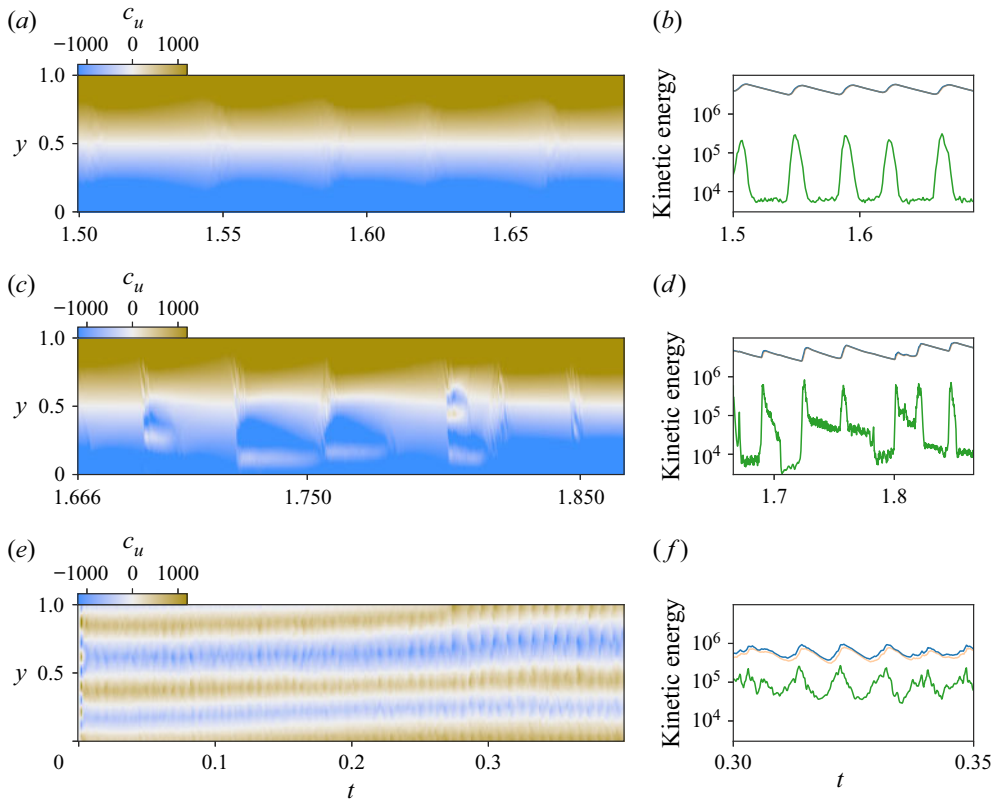 (a)
c_u
−1000 0 1000
1.0
y 0.5
0
1.50 1.55 1.60 1.65
(b)
Kinetic energy
10^6
10^5
10^4
1.5 1.6
(c)
c_u
−1000 0 1000
1.0
y 0.5
0
1.666 1.750 1.850
(d)
Kinetic energy
10^6
10^5
10^4
1.7 1.8
(e)
c_u
−1000 0 1000
1.0
y 0.5
0 0.1 0.2 0.3
t
(f)
Kinetic energy
10^6
10^5
10^4
0.30 0.35
t